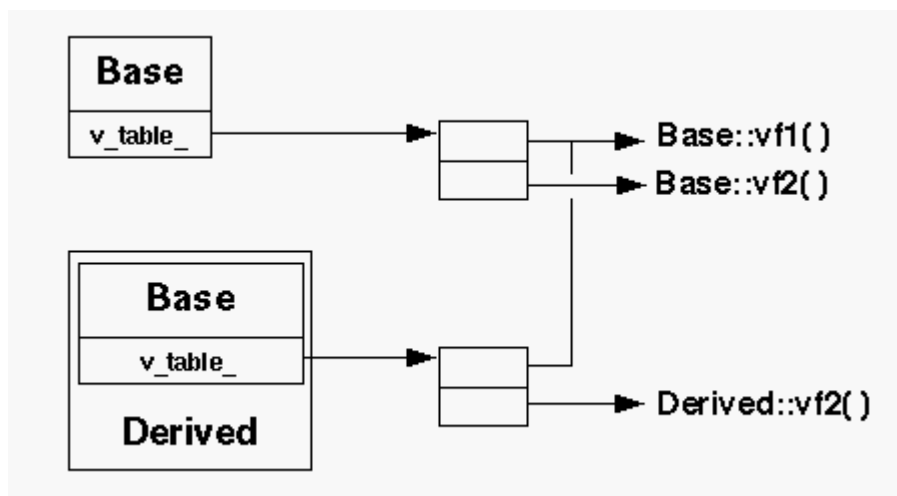 Base
v_table_
Base::vf1( )
Base::vf2( )
Base
v_table_
Derived
Derived::vf2( )